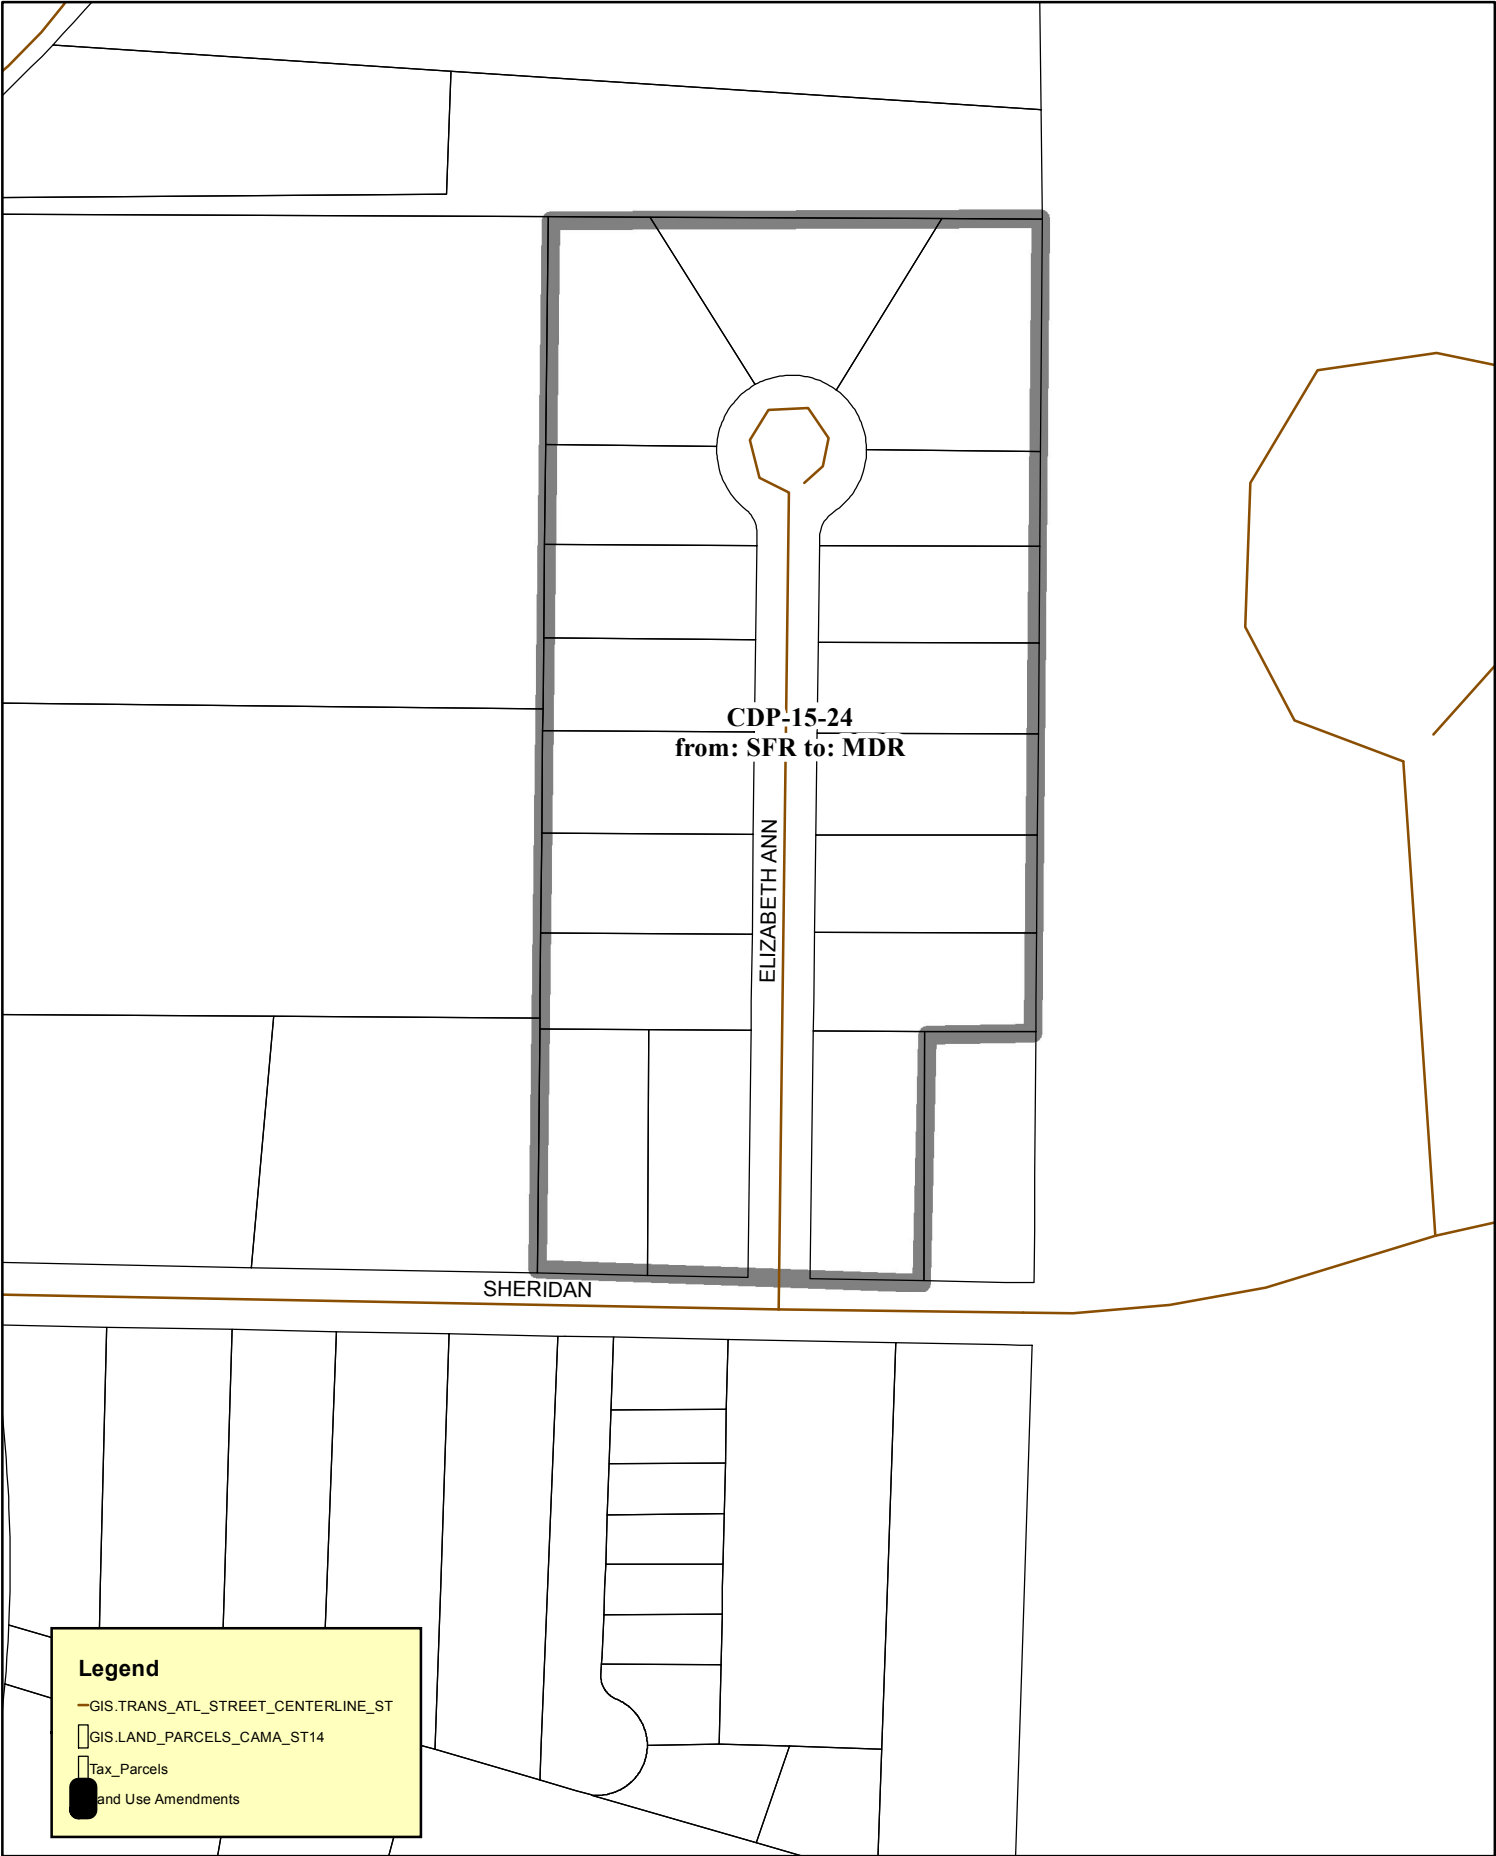 CDP-15-24
from: SFR to: MDR
ELIZABETH ANN
SHERIDAN
Legend
GIS.TRANS_ATL_STREET_CENTERLINE_ST
GIS.LAND_PARCELS_CAMA_ST14
Tax_Parcels
and Use Amendments